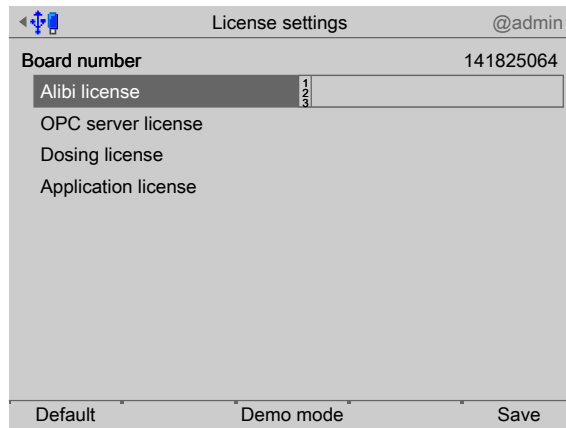 License settings @admin
Board number 141825064
Alibi license 1 2 3
OPC server license
Dosing license
Application license
Default Demo mode Save